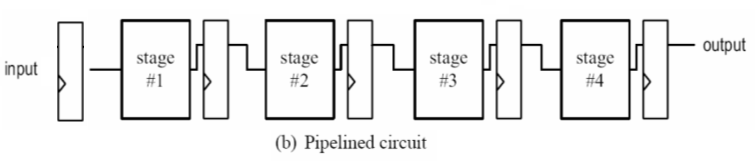 input
stage
#1
stage
#2
stage
#3
stage
#4
output
(b) Pipelined circuit